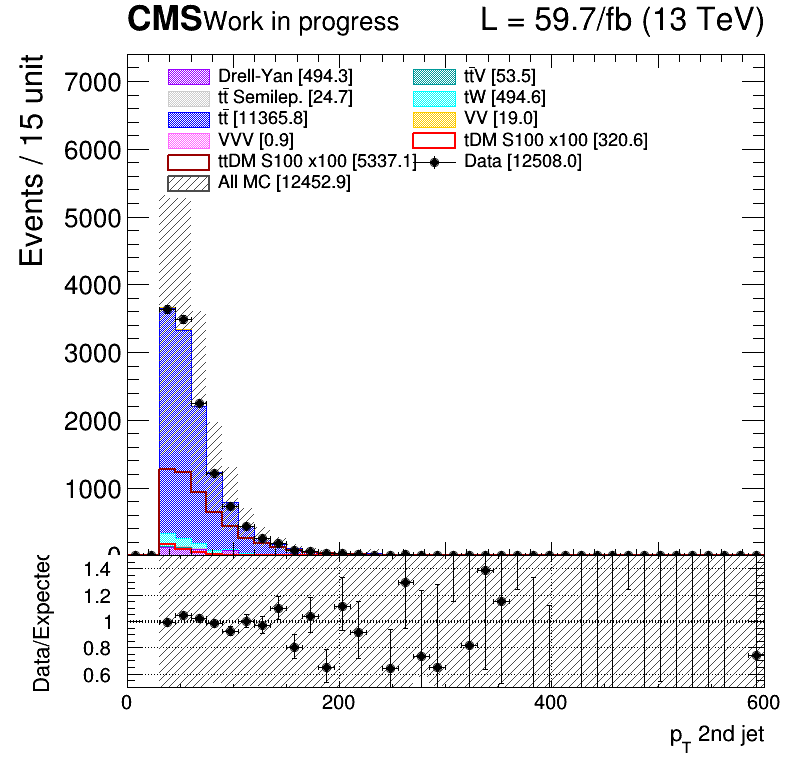 CMS Work in progress L = 59.7/fb (13 TeV)
Events / 15 unit
7000
6000
5000
4000
3000
2000
1000
0
Drell-Yan [494.3] tt̄V [53.5]
tt̄ Semilep. [24.7] tW [494.6]
tt̄ [11365.8] VV [19.0]
VVV [0.9] tDM S100 x100 [320.6]
ttDM S100 x100 [5337.1] Data [12508.0]
All MC [12452.9]
Data/Expected
1.4
1.2
1
0.8
0.6
0 200 400 600
p_T 2nd jet